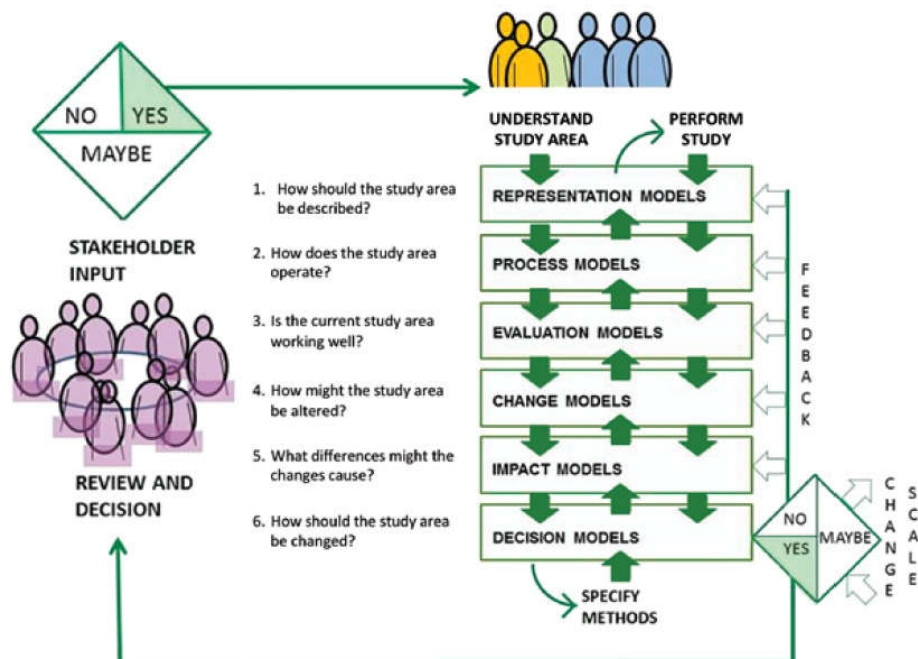 NO
YES
MAYBE
STAKEHOLDER
INPUT
REVIEW AND
DECISION
1. How should the study area
be described?
2. How does the study area
operate?
3. Is the current study area
working well?
4. How might the study area
be altered?
5. What differences might the
changes cause?
6. How should the study area
be changed?
UNDERSTAND
STUDY AREA
PERFORM
STUDY
REPRESENTATION MODELS
PROCESS MODELS
EVALUATION MODELS
CHANGE MODELS
IMPACT MODELS
DECISION MODELS
SPECIFY
METHODS
FEEDBACK
NO
YES
MAYBE
CHANGE
SCALE